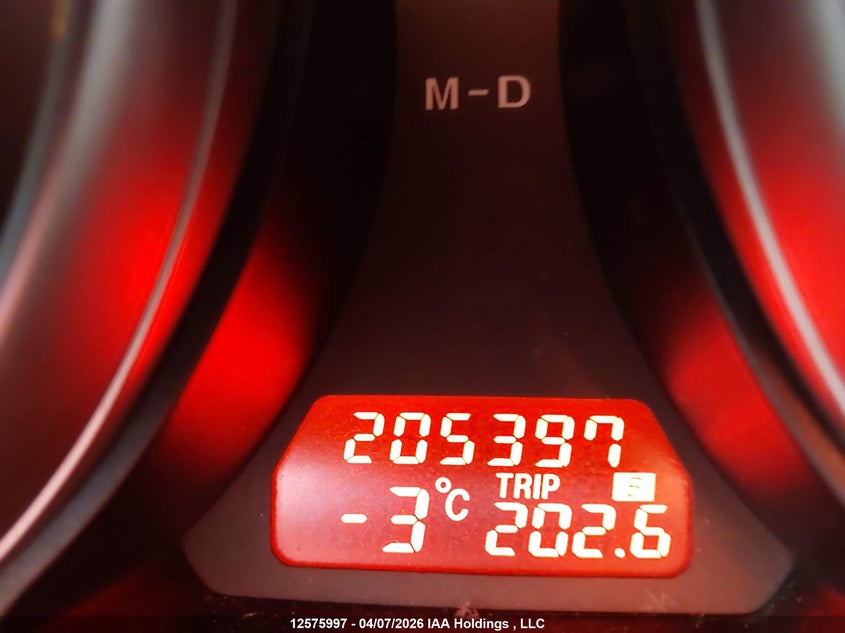 M-D
205397
-3°C TRIP B
202.6
12575997 - 04/07/2026 IAA Holdings , LLC